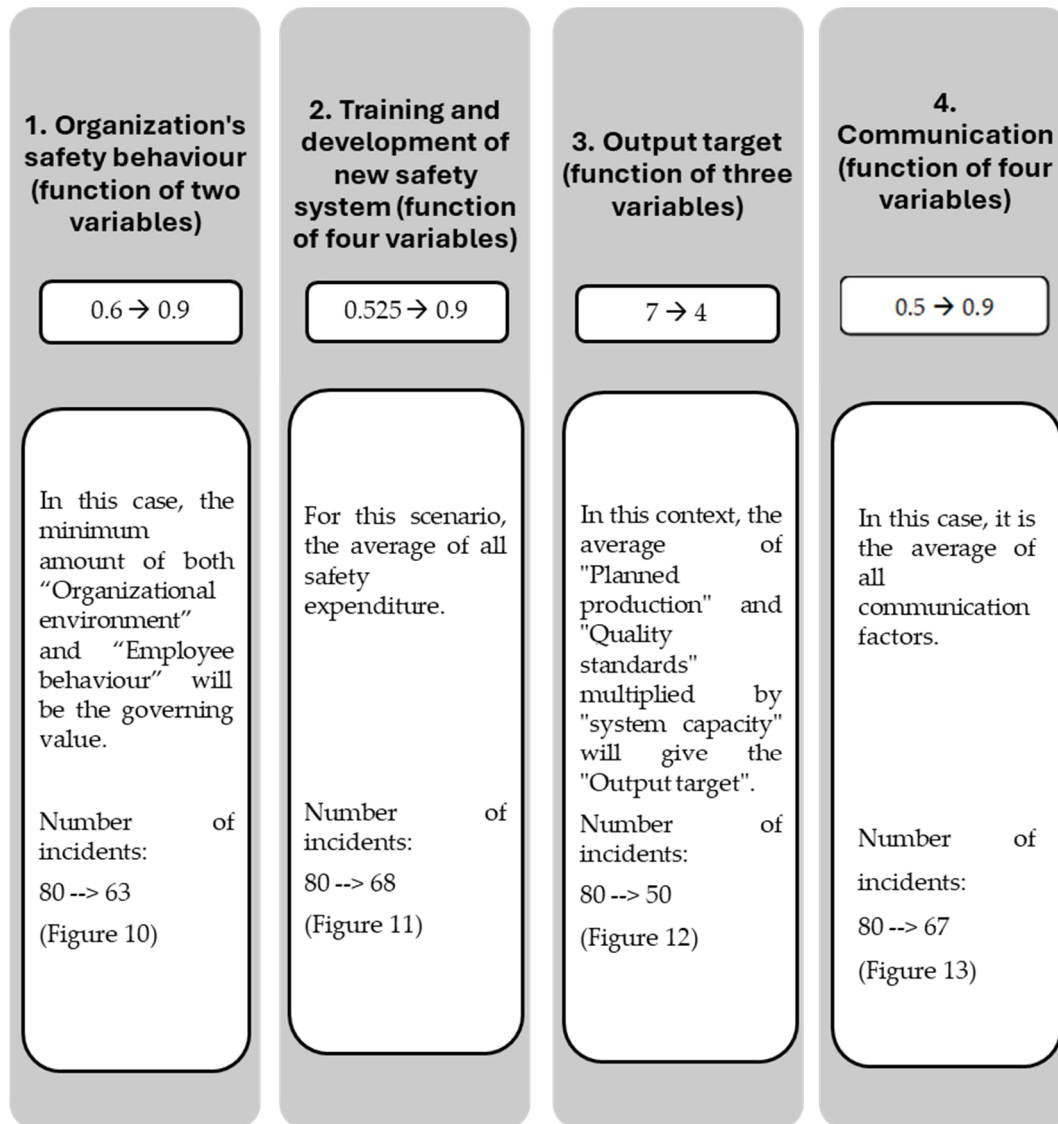 1. Organization's
safety behaviour
(function of two
variables)
0.6 → 0.9
In this case, the
minimum
amount of both
“Organizational
environment”
and “Employee
behaviour” will
be the governing
value.
Number of
incidents:
80 --> 63
(Figure 10)
2. Training and
development of
new safety
system (function
of four variables)
0.525 → 0.9
For this scenario,
the average of all
safety
expenditure.
Number of
incidents:
80 --> 68
(Figure 11)
3. Output target
(function of three
variables)
7 → 4
In this context, the
average of
"Planned
production" and
"Quality
standards"
multiplied by
"system capacity"
will give the
"Output target".
Number of
incidents:
80 --> 50
(Figure 12)
4.
Communication
(function of four
variables)
0.5 → 0.9
In this case, it is
the average of
all
communication
factors.
Number of
incidents:
80 --> 67
(Figure 13)